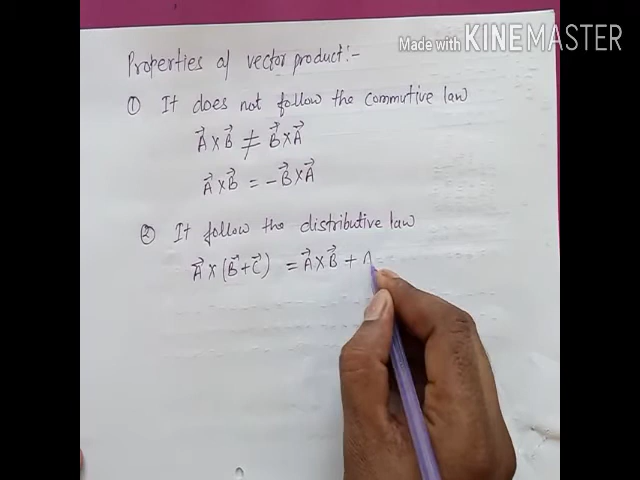 Made with KINEMASTER
Properties of vector product:-
① It does not follow the commutive law
A⃗ × B⃗ ≠ B⃗ × A⃗
A⃗ × B⃗ = -B⃗ × A⃗
② It follow the distributive law
A⃗ × (B⃗ + C⃗) = A⃗ × B⃗ + A